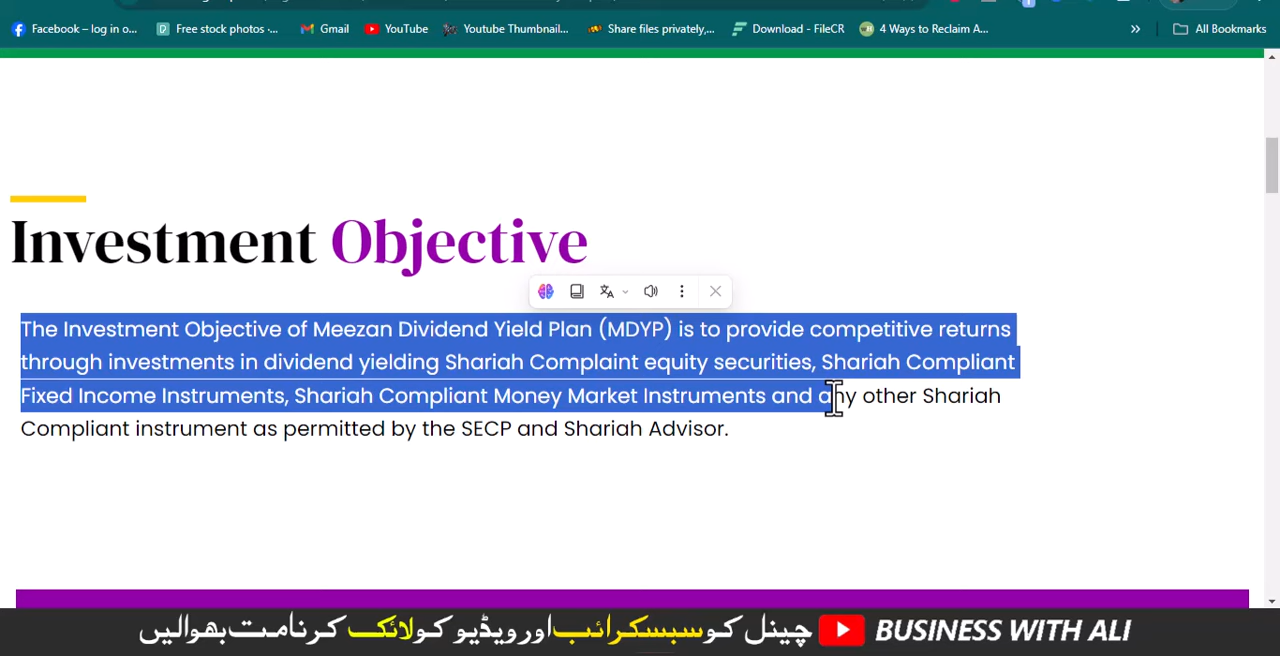 Facebook – log in o...
Free stock photos -...
Gmail
YouTube
Youtube Thumbnail...
Share files privately,...
Download - FileCR
4 Ways to Reclaim A...
»
All Bookmarks
Investment Objective
The Investment Objective of Meezan Dividend Yield Plan (MDYP) is to provide competitive returns
through investments in dividend yielding Shariah Complaint equity securities, Shariah Compliant
Fixed Income Instruments, Shariah Compliant Money Market Instruments and any other Shariah
Compliant instrument as permitted by the SECP and Shariah Advisor.
چینل کو سبسکرائب اور ویڈیو کو لائک کرنا مت بھوالیں
BUSINESS WITH ALI